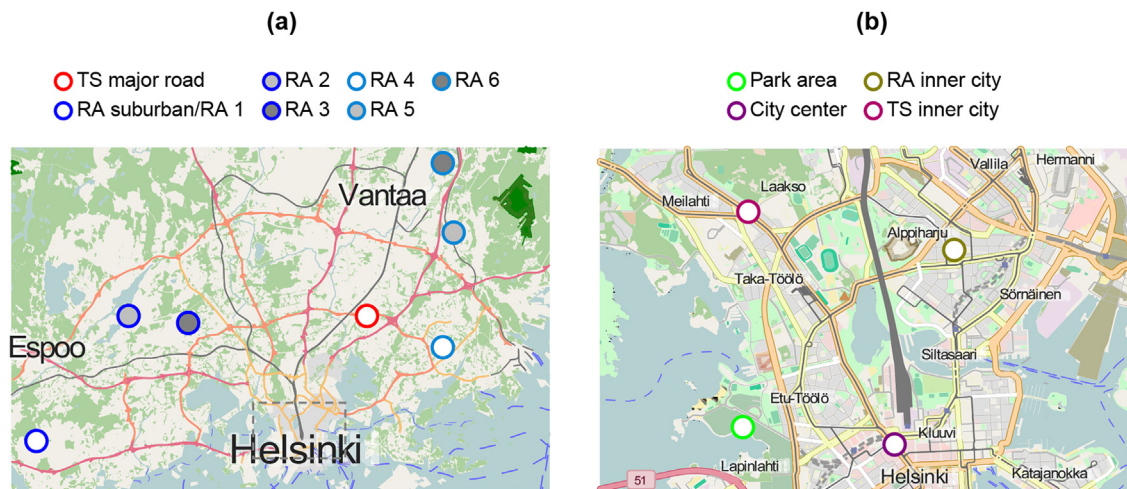 (a)
TS major road
RA 2
RA 4
RA 6
RA suburban/RA 1
RA 3
RA 5
Vantaa
Espoo
Helsinki
(b)
Park area
RA inner city
City center
TS inner city
Vallila
Hermanni
Laakso
Meilahti
Alppiharju
Taka-Töölö
Sörnäinen
Siltasaari
Etu-Töölö
Kluuvi
Lapinlahti
Helsinki
Katajanokka
51